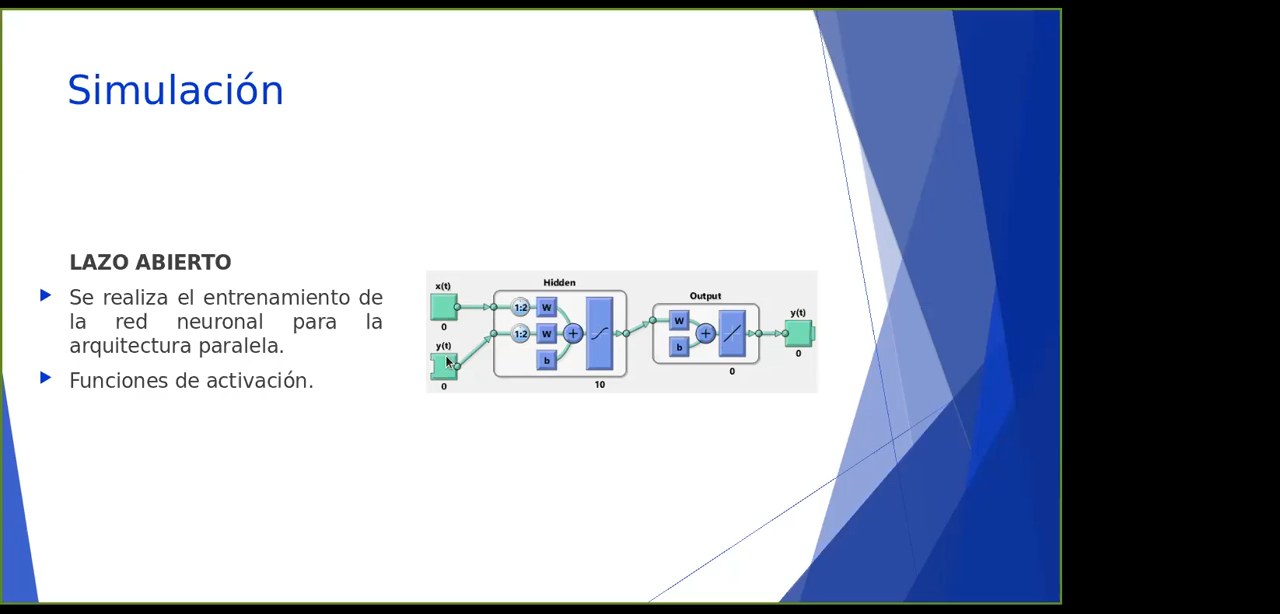 Simulación
LAZO ABIERTO
Se realiza el entrenamiento de
la red neuronal para la
arquitectura paralela.
Funciones de activación.
x(t)
0
y(t)
0
Hidden
1:2
W
1:2
W
b
+
10
Output
W
b
+
0
y(t)
0